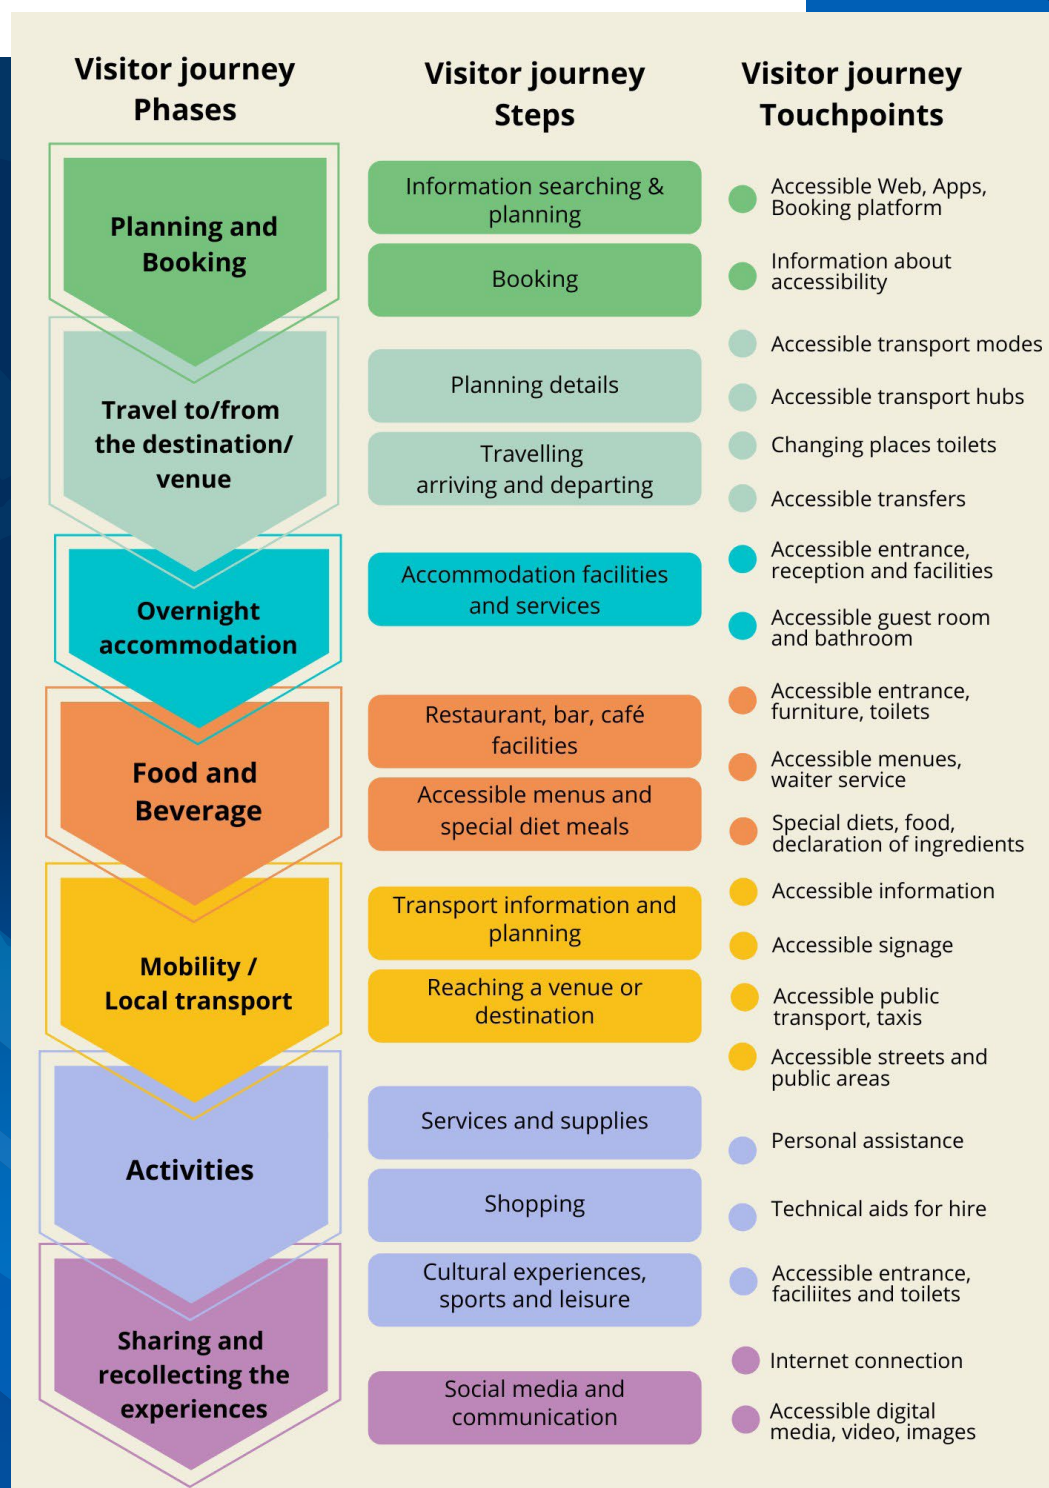 Visitor journey
Phases
Visitor journey
Steps
Visitor journey
Touchpoints
Planning and
Booking
Information searching &
planning
Booking
Accessible Web, Apps,
Booking platform
Information about
accessibility
Travel to/from
the destination/
venue
Planning details
Travelling
arriving and departing
Accessible transport modes
Accessible transport hubs
Changing places toilets
Accessible transfers
Overnight
accommodation
Accommodation facilities
and services
Accessible entrance,
reception and facilities
Accessible guest room
and bathroom
Food and
Beverage
Restaurant, bar, café
facilities
Accessible menus and
special diet meals
Accessible entrance,
furniture, toilets
Accessible menues,
waiter service
Special diets, food,
declaration of ingredients
Mobility /
Local transport
Transport information and
planning
Reaching a venue or
destination
Accessible information
Accessible signage
Accessible public
transport, taxis
Accessible streets and
public areas
Activities
Services and supplies
Shopping
Cultural experiences,
sports and leisure
Personal assistance
Technical aids for hire
Accessible entrance,
faciliites and toilets
Sharing and
recollecting the
experiences
Social media and
communication
Internet connection
Accessible digital
media, video, images